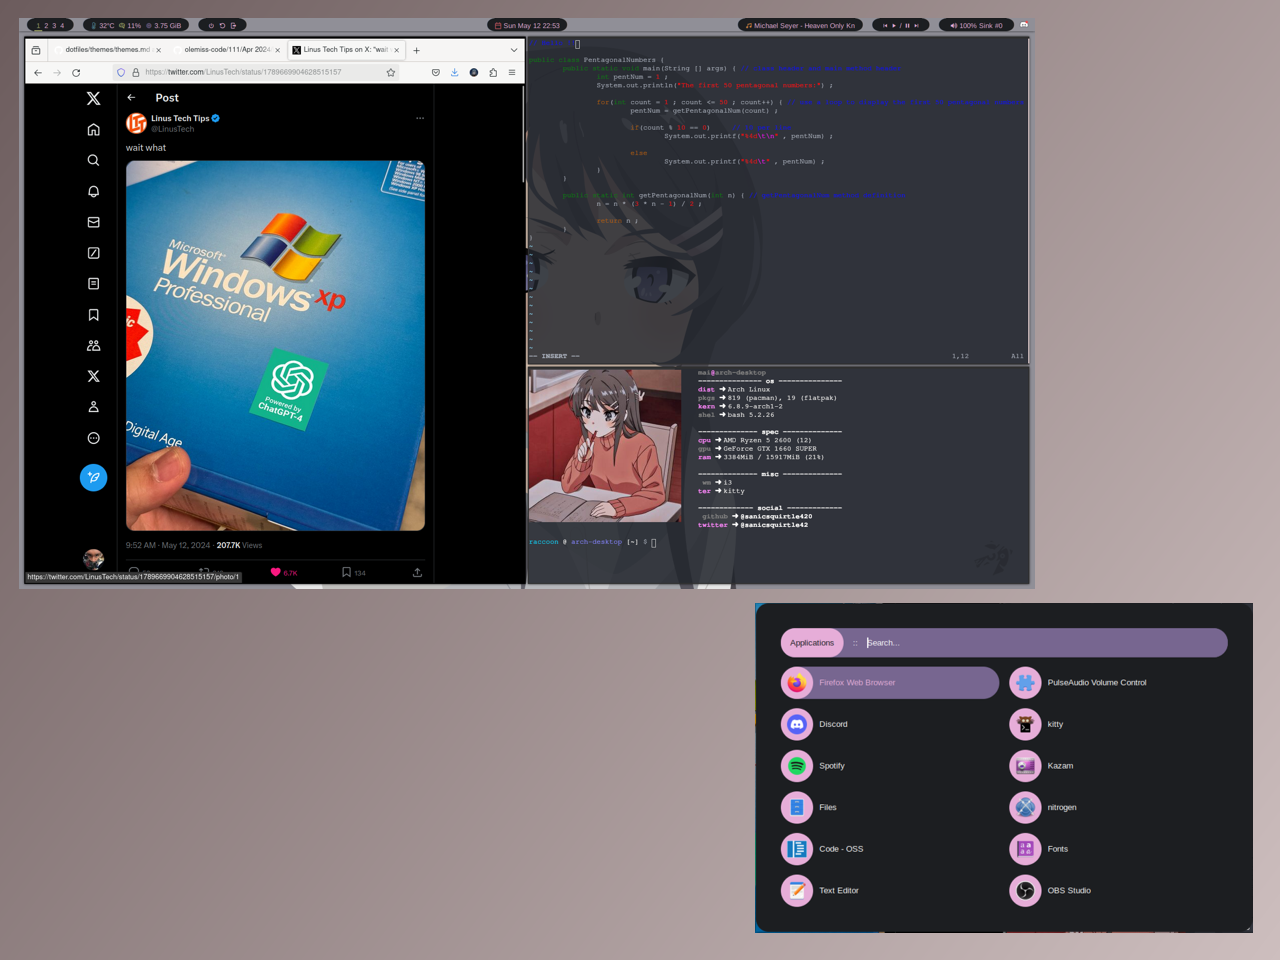 1 2 3 4
32°C 11% 3.75 GiB
Sun May 12 22:53
Michael Seyer - Heaven Only Kn
/
100% Sink #0
dotfiles/themes/themes.md
olemiss-code/111/Apr 2024
Linus Tech Tips on X: "wait
https://twitter.com/LinusTech/status/1789669904628515157
Post
Linus Tech Tips
@LinusTech
wait what
Microsoft
Windows xp
Professional
Powered by
ChatGPT-4
Digital Age
9:52 AM · May 12, 2024 · 207.7K Views
6.7K
134
https://twitter.com/LinusTech/status/1789669904628515157/photo/1
public class PentagonalNumbers {
public static void main(String [] args) {
int pentNum = 1 ;
System.out.println("The first 50 pentagonal numbers:") ;
for(int count = 1 ; count <= 50 ; count++) {
pentNum = getPentagonalNum(count) ;
if(count % 10 == 0)
System.out.printf("%4d\t\n" , pentNum) ;
else
System.out.printf("%4d\t" , pentNum) ;
}
}
public static int getPentagonalNum(int n) {
n = n * (3 * n - 1) / 2 ;
return n ;
}
}
-- INSERT -- 1,12 All
mai@arch-desktop
-------------- os --------------
dist ➜ Arch Linux
pkgs ➜ 819 (pacman), 19 (flatpak)
kern ➜ 6.8.9-arch1-2
shel ➜ bash 5.2.26
------------- spec -------------
cpu ➜ AMD Ryzen 5 2600 (12)
gpu ➜ GeForce GTX 1660 SUPER
ram ➜ 3384MiB / 15917MiB (21%)
------------- misc -------------
wm ➜ i3
ter ➜ kitty
------------ social ------------
github ➜ @sanicsquirtle420
twitter ➜ @sanicsquirtle42
raccoon @ arch-desktop [~] $
Applications :: Search...
Firefox Web Browser
PulseAudio Volume Control
Discord
kitty
Spotify
Kazam
Files
nitrogen
Code - OSS
Fonts
Text Editor
OBS Studio